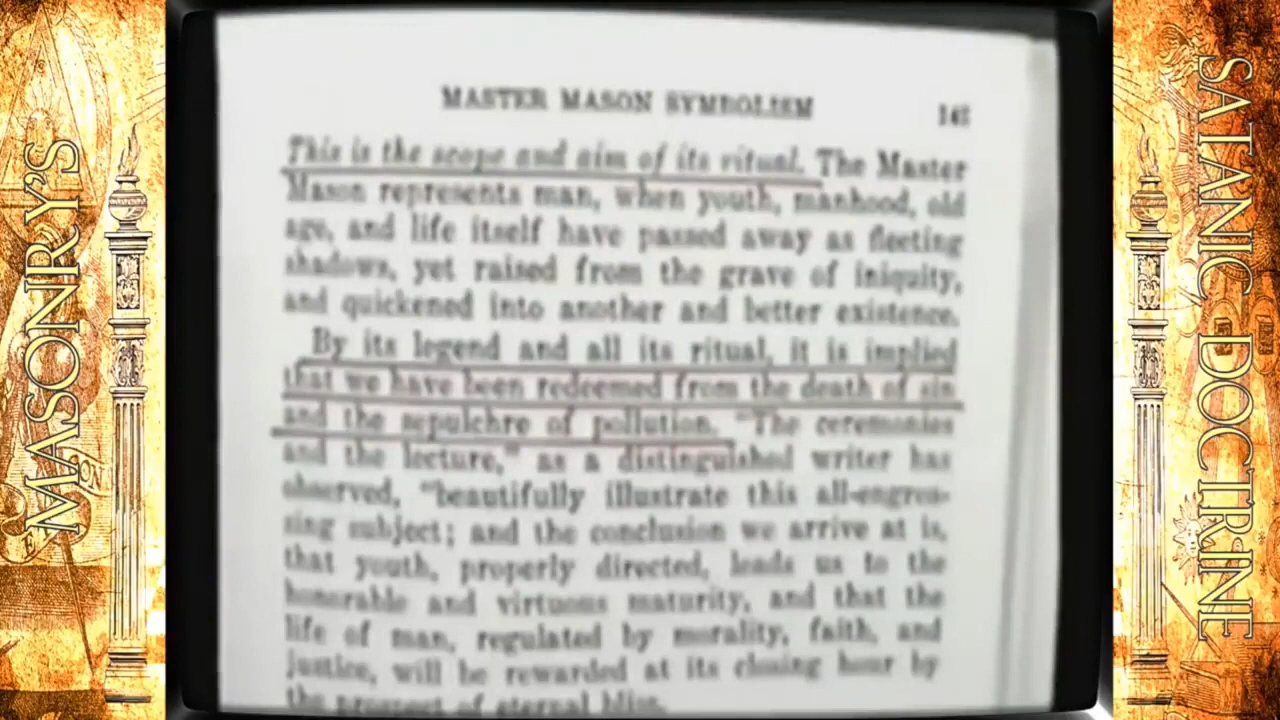 MASONRY'S
MASTER MASON SYMBOLISM
This is the scope and aim of its ritual. The Master
Mason represents man, when youth, manhood, old
age, and life itself have passed away as fleeting
shadows, yet raised from the grave of iniquity,
and quickened into another and better existence.
By its legend and all its ritual, it is implied
that we have been redeemed from the death of sin
and the sepulchre of pollution. "The ceremonies
and the lecture," as a distinguished writer has
observed, "beautifully illustrate this all-engros-
sing subject; and the conclusion we arrive at is,
that youth, properly directed, leads us to the
honorable and virtuous maturity, and that the
life of man, regulated by morality, faith, and
justice, will be rewarded at its closing hour by
the of eternal bliss.
SATANIC DOCTRINE